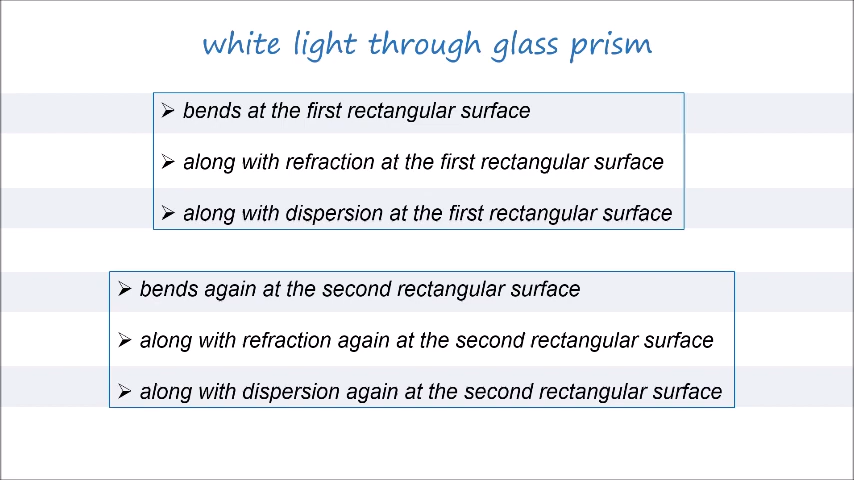 white light through glass prism
➢ bends at the first rectangular surface
➢ along with refraction at the first rectangular surface
➢ along with dispersion at the first rectangular surface
➢ bends again at the second rectangular surface
➢ along with refraction again at the second rectangular surface
➢ along with dispersion again at the second rectangular surface